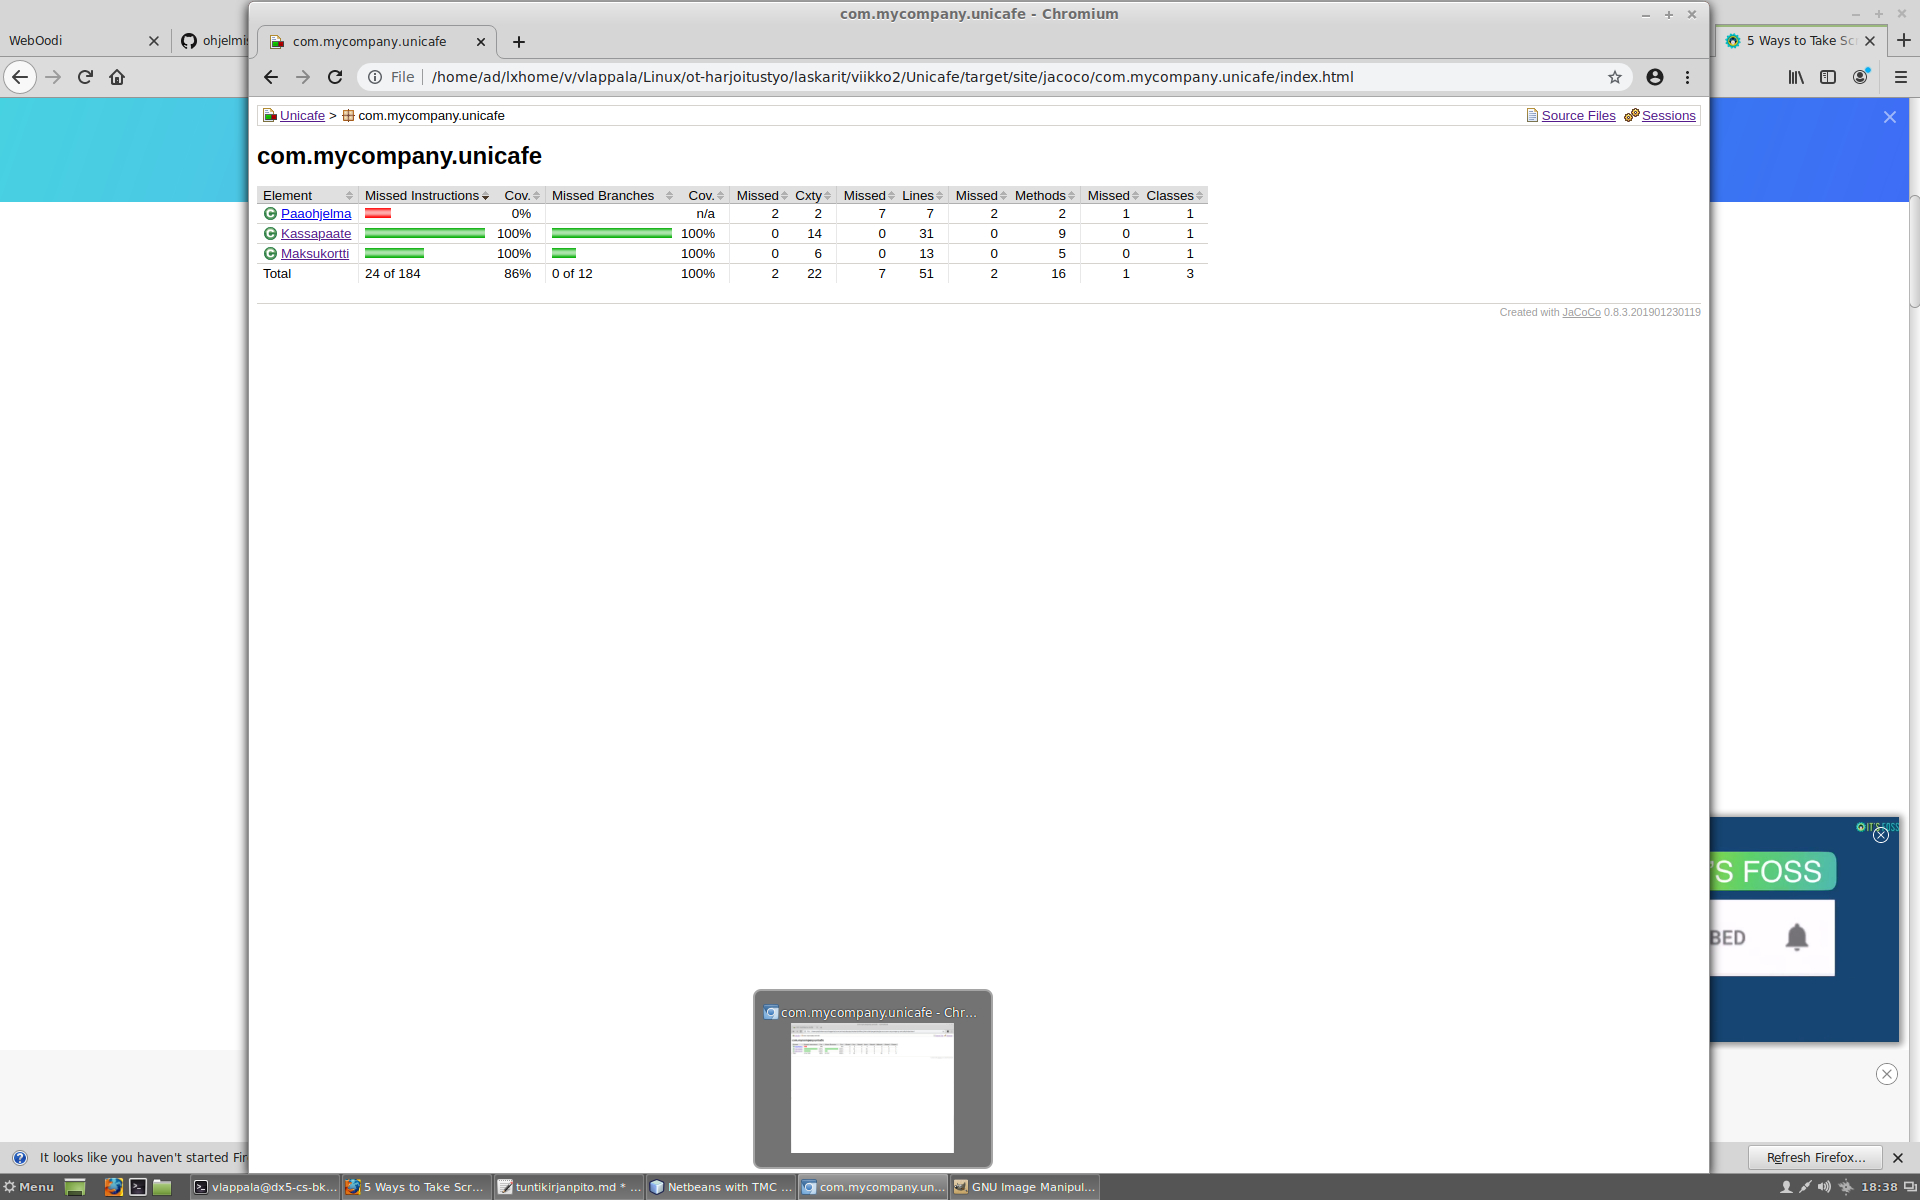 com.mycompany.unicafe - Chromium
WebOodi
ohjelmis
com.mycompany.unicafe
5 Ways to Take Scr
File
/home/ad/lxhome/v/vlappala/Linux/ot-harjoitustyo/laskarit/viikko2/Unicafe/target/site/jacoco/com.mycompany.unicafe/index.html
Unicafe > com.mycompany.unicafe
Source Files Sessions
com.mycompany.unicafe
Element Missed Instructions Cov. Missed Branches Cov. Missed Cxty Missed Lines Missed Methods Missed Classes
Paaohjelma 0% n/a 2 2 7 7 2 2 1 1
Kassapaate 100% 100% 0 14 0 31 0 9 0 1
Maksukortti 100% 100% 0 6 0 13 0 5 0 1
Total 24 of 184 86% 0 of 12 100% 2 22 7 51 2 16 1 3
Created with JaCoCo 0.8.3.201901230119
IT'S FOSS
'S FOSS
BED
com.mycompany.unicafe - Chr...
It looks like you haven't started Fir
Refresh Firefox...
Menu
vlappala@dx5-cs-bk...
5 Ways to Take Scr...
tuntikirjanpito.md * ...
Netbeans with TMC ...
com.mycompany.un...
GNU Image Manipul...
18:38